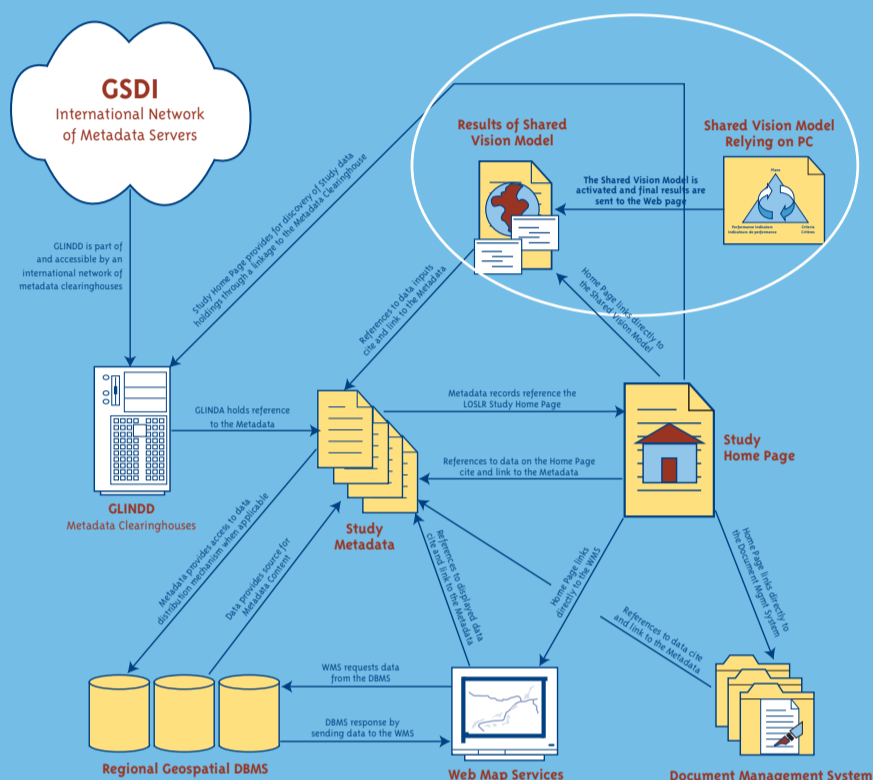 GSDI
International Network
of Metadata Servers
Results of Shared
Vision Model
Shared Vision Model
Relying on PC
The Shared Vision Model is
activated and final results are
sent to the Web page
Plans
Performance Indicators
Indicateurs de performance
Criteria
Critères
GLINDD is part of
and accessible by an
international network of
metadata clearinghouses
Study Home Page provides for discovery of Study data
holdings through a linkage to the Metadata Clearinghouse
References to data inputs
cite and link to the Metadata
Home Page links directly to
the Shared Vision Model
GLINDA holds reference
to the Metadata
Metadata records reference the
LOSLR Study Home Page
References to data on the Home Page
cite and link to the Metadata
Study
Home Page
GLINDD
Metadata Clearinghouses
Study
Metadata
Metadata provides access to data
distribution mechanism when applicable
Data provides source for
Metadata Content
References to displayed data
cite and link to the Metadata
Home Page links
directly to the WMS
Home Page links directly to
the Document Mgmt System
References to data cite
and link to the Metadata
WMS requests data
from the DBMS
DBMS response by
sending data to the WMS
Regional Geospatial DBMS
Web Map Services
Document Management System